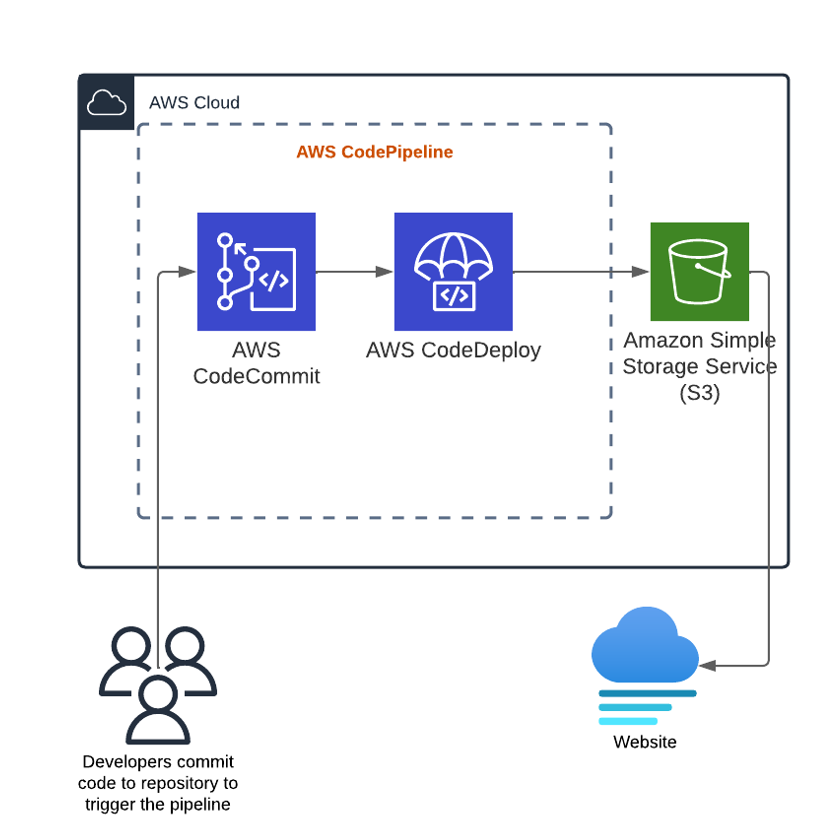 AWS Cloud
AWS CodePipeline
AWS
CodeCommit
AWS CodeDeploy
Amazon Simple
Storage Service
(S3)
Developers commit
code to repository to
trigger the pipeline
Website